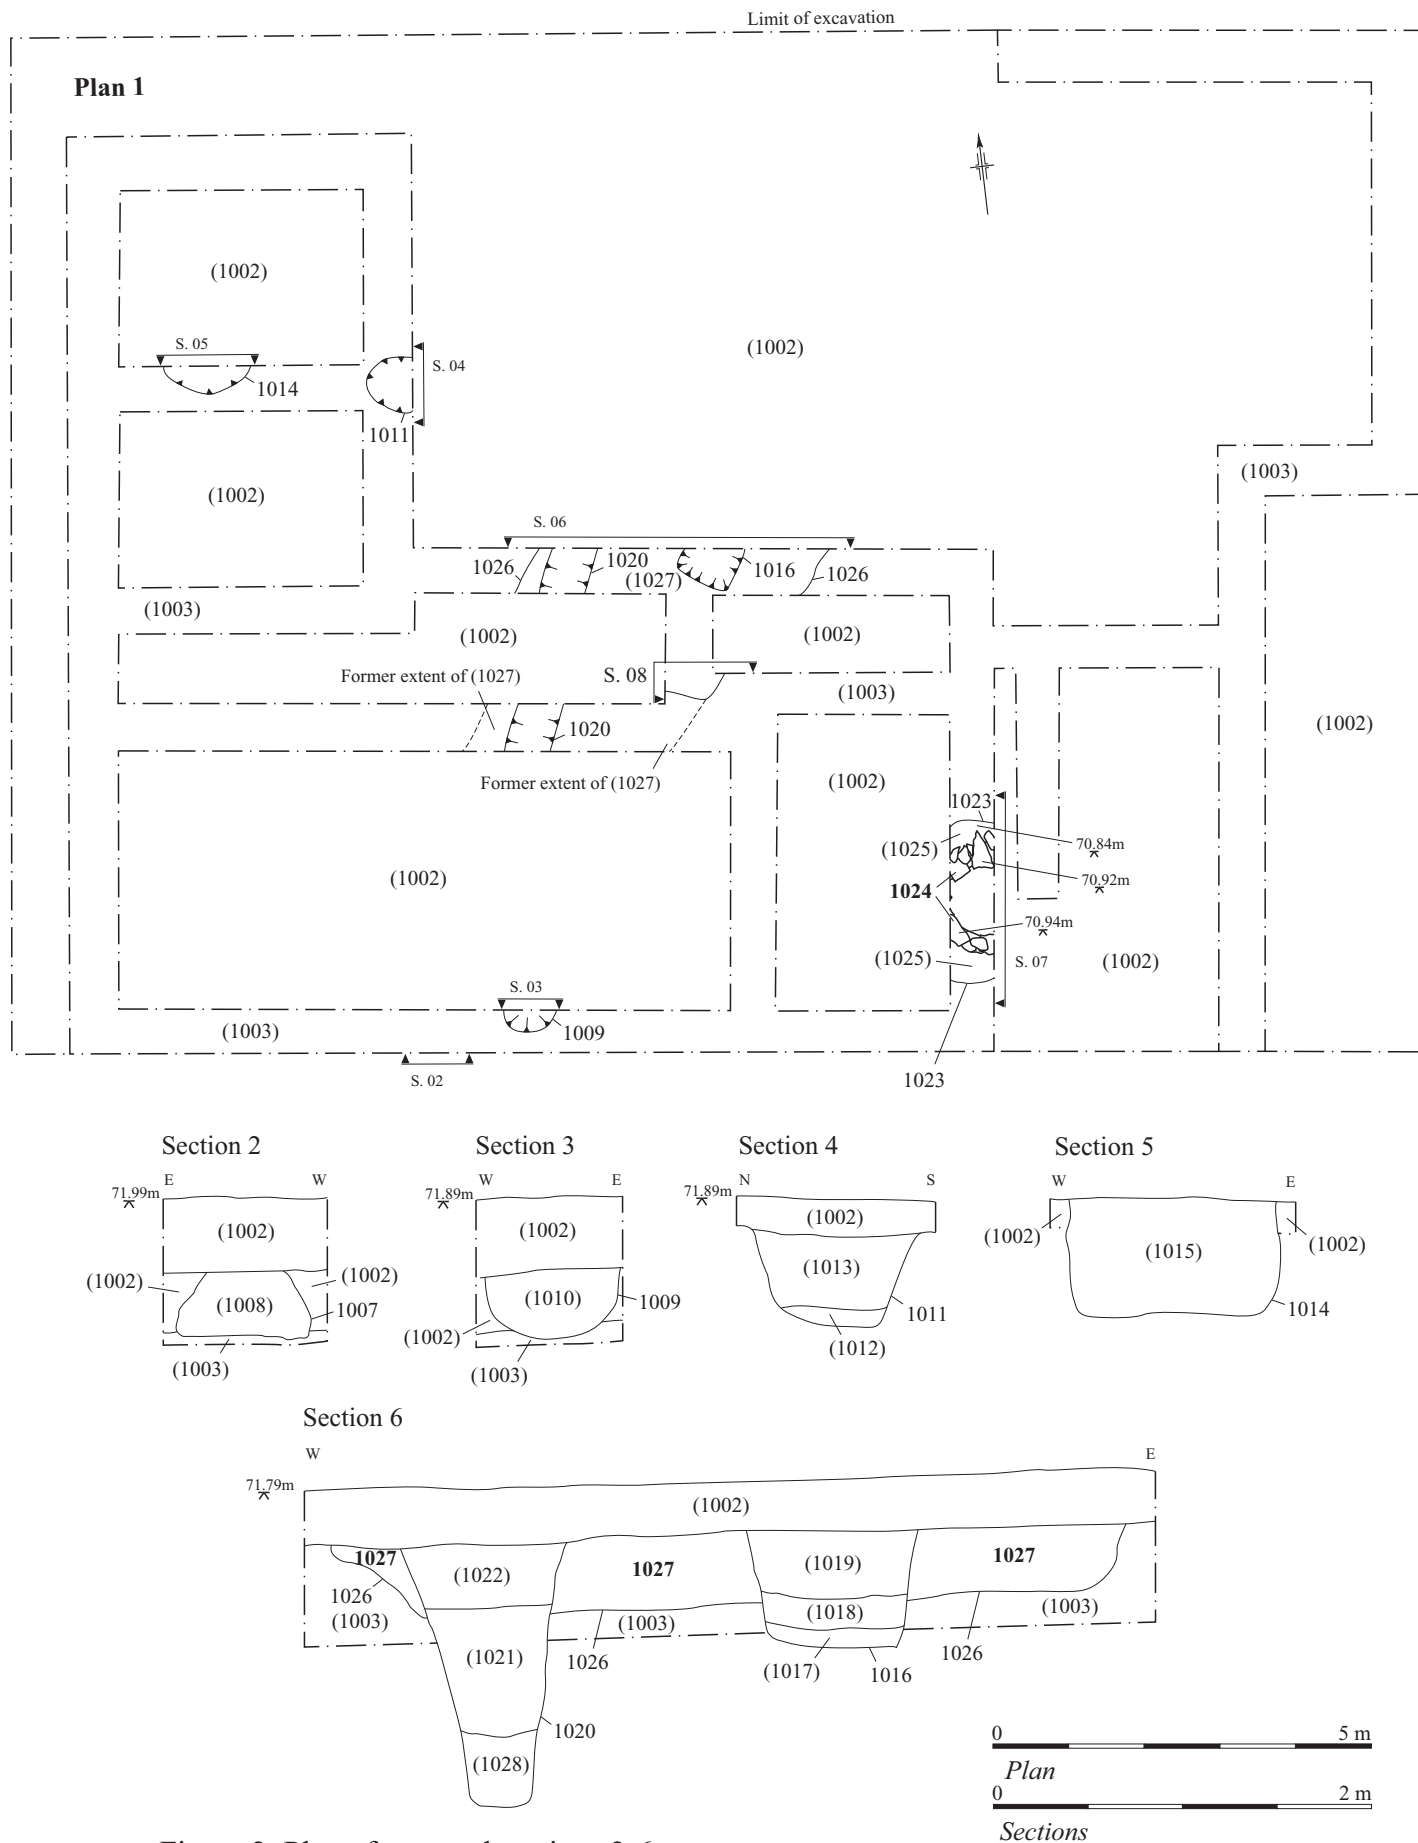 Limit of excavation
Plan 1
(1002)
S. 05
1014
S. 04
1011
(1002)
(1002)
(1003)
S. 06
1026
1020
(1027)
1016
1026
(1003)
(1002)
(1002)
Former extent of (1027)
S. 08
(1003)
1020
Former extent of (1027)
(1002)
(1002)
1023
(1025)
70.84m
70.92m
1024
70.94m
(1025)
S. 07
(1002)
(1002)
S. 03
1009
(1003)
S. 02
1023
Section 2
E W
71.99m
(1002)
(1002)
(1002)
(1008)
1007
(1003)
Section 3
W E
71.89m
(1002)
(1010)
1009
(1002)
(1003)
Section 4
N S
71.89m
(1002)
(1013)
1011
(1012)
Section 5
W E
(1002)
(1015)
(1002)
1014
Section 6
W E
71.79m
(1002)
1027
1026
(1003)
(1022)
1027
(1019)
1027
(1003)
(1018)
(1003)
(1021)
1026
(1017)
1016
1026
1020
(1028)
0 5 m
Plan
0 2 m
Sections